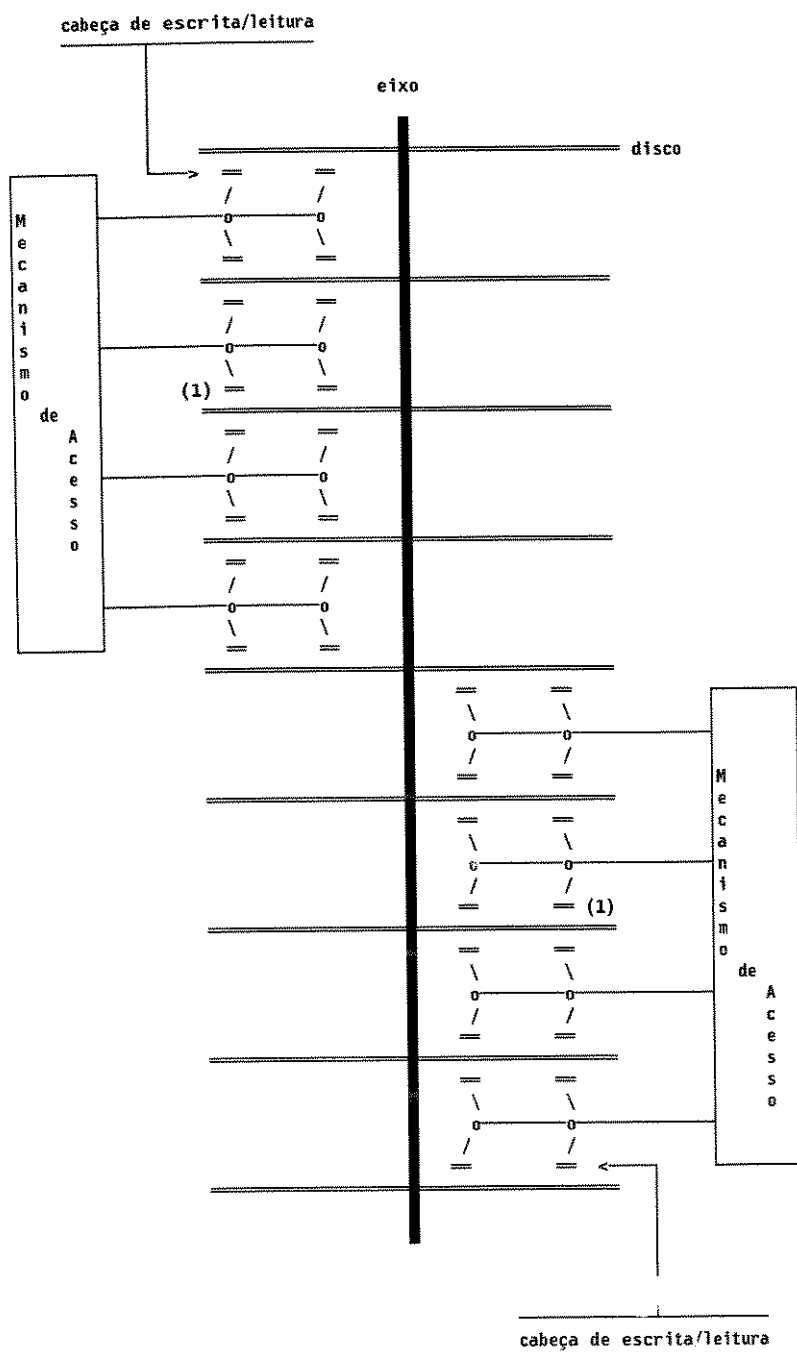 cabeça de escrita/leitura
eixo
disco
Mecanismo
de
Acesso
(1)
Mecanismo
de
Acesso
(1)
cabeça de escrita/leitura